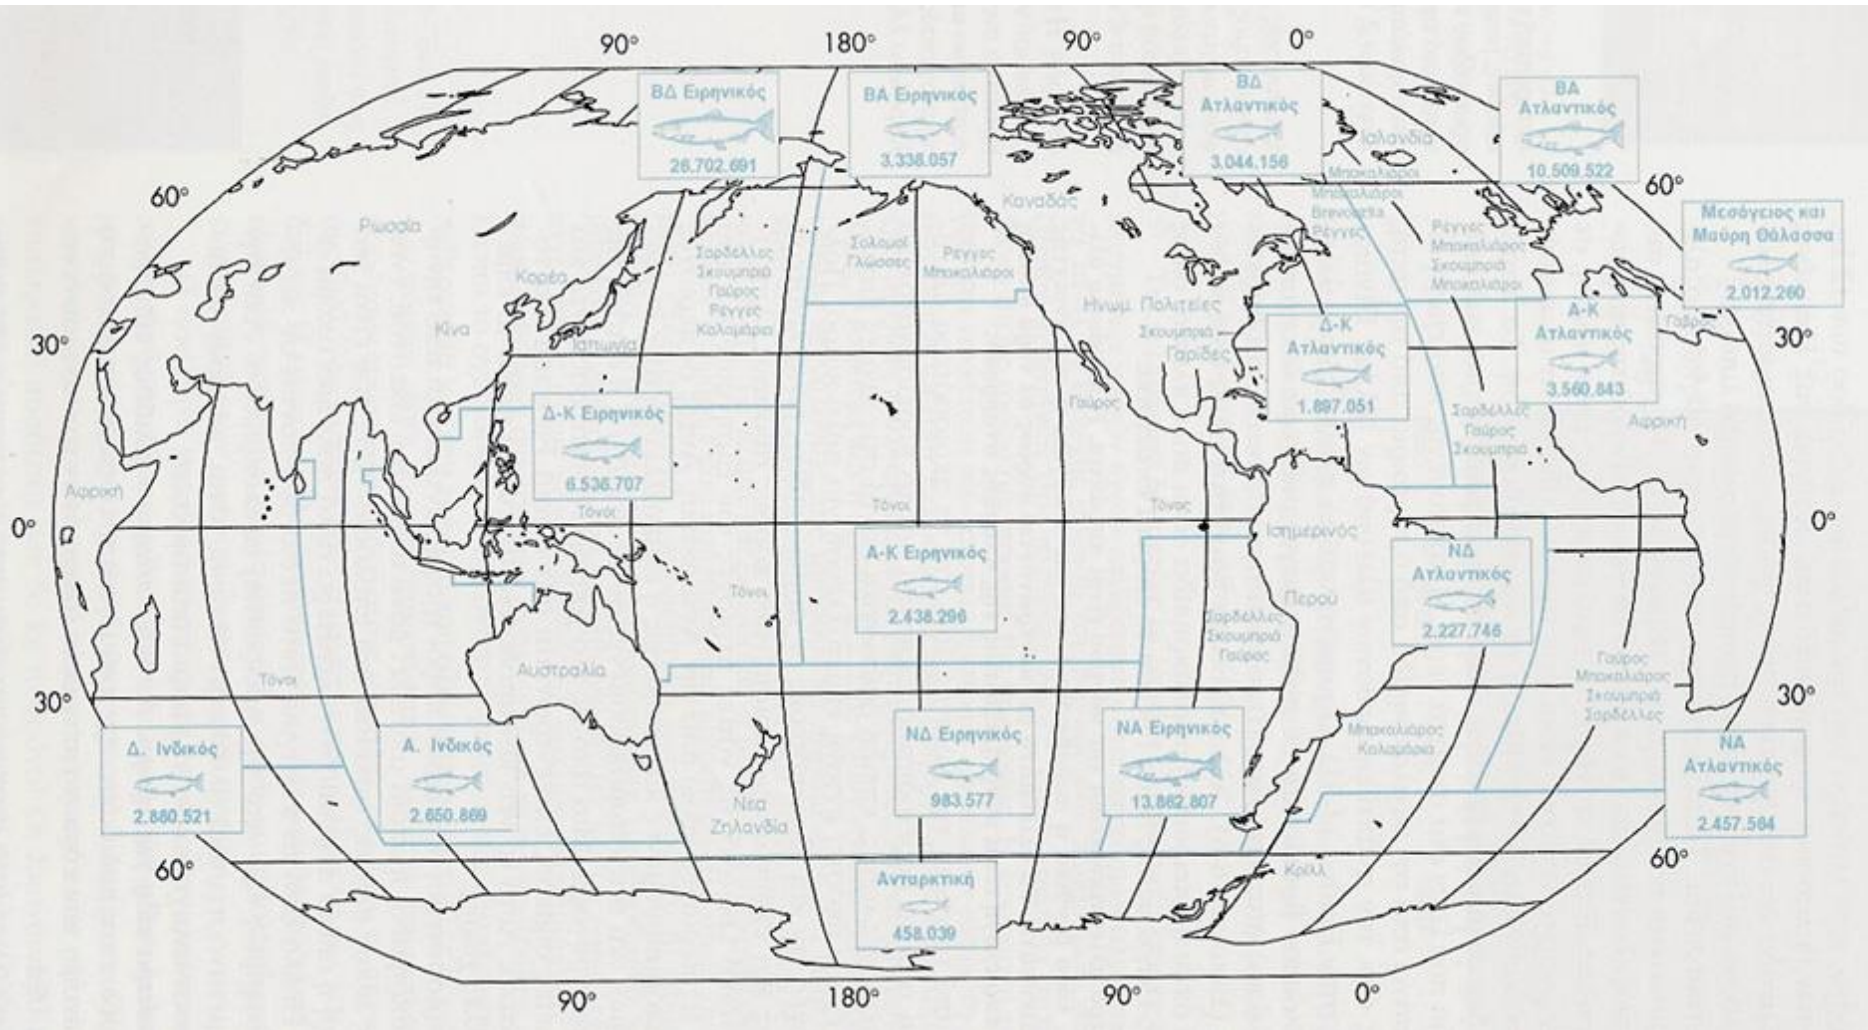 90°
180°
90°
0°
ΒΔ Ειρηνικός
26.702.691
ΒΑ Ειρηνικός
3.338.057
ΒΔ
Ατλαντικός
3.044.156
ΒΑ
Ατλαντικός
10.509.522
Ισλανδία
Μπακαλιάροι
Μπακαλιάροι
Brevoortia
Ρέγγες
60°
60°
Καναδάς
Ρωσσία
Μεσόγειος και
Μαύρη Θάλασσα
2.012.260
Σαρδέλλες
Σκουμπριά
Γαύρος
Ρέγγες
Καλαμάρια
Σολομοί
Γλώσσες
Ρέγγες
Μπακαλιάροι
Ρέγγες
Μπακαλιάρος
Σκουμπριά
Μπακαλιάροι
Κορέα
Κίνα
Ιαπωνία
Ηνωμ. Πολιτείες
Σκουμπριά
Γαρίδες
30°
30°
Δ-Κ
Ατλαντικός
1.897.051
Α-Κ
Ατλαντικός
3.560.843
Γαύρος
Γαύρος
Δ-Κ Ειρηνικός
6.536.707
Τόνοι
Σαρδέλλες
Γαύρος
Σκουμπριά
Αφρική
Αφρική
Τόνοι
Τόνος
0°
0°
Ισημερινός
Α-Κ Ειρηνικός
2.438.296
ΝΔ
Ατλαντικός
2.227.746
Τόνοι
Περού
Σαρδέλλες
Σκουμπριά
Γαύρος
Αυστραλία
Τόνοι
Γαύρος
Μπακαλιάρος
Σκουμπριά
Σαρδέλλες
30°
30°
Δ. Ινδικός
2.880.521
Α. Ινδικός
2.650.869
ΝΔ Ειρηνικός
983.577
ΝΑ Ειρηνικός
13.862.807
Μπακαλιάρος
Καλαμάρια
ΝΑ
Ατλαντικός
2.457.564
Νέα
Ζηλανδία
60°
60°
Ανταρκτική
458.039
Κριλλ
90°
180°
90°
0°